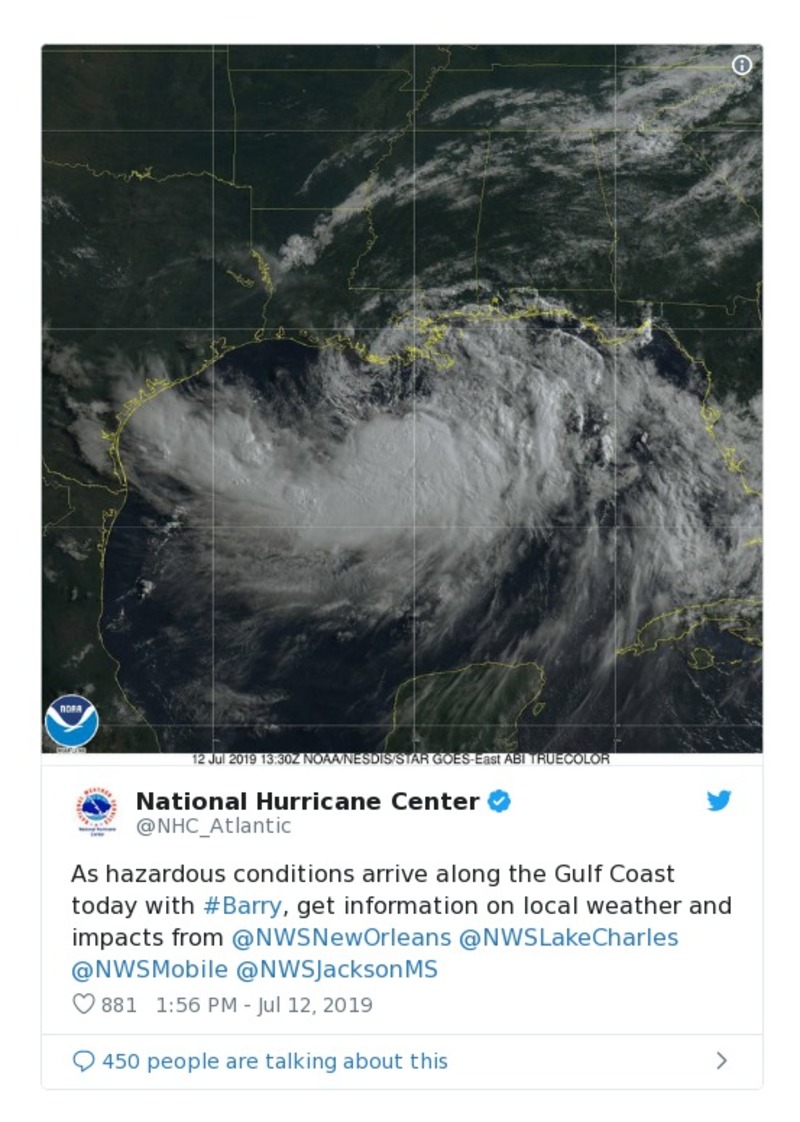 NOAA
12 Jul 2019 13:30Z NOAA/NESDIS/STAR GOES-East ABI TRUECOLOR
National Hurricane Center
@NHC_Atlantic
As hazardous conditions arrive along the Gulf Coast
today with #Barry, get information on local weather and
impacts from @NWSNewOrleans @NWSLakeCharles
@NWSMobile @NWSJacksonMS
881 1:56 PM - Jul 12, 2019
450 people are talking about this